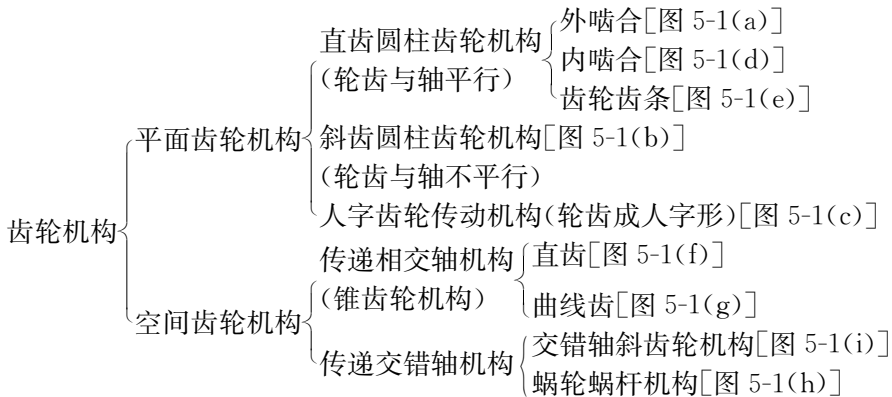 齿轮机构
平面齿轮机构
直齿圆柱齿轮机构
(轮齿与轴平行)
外啮合[图 5-1(a)]
内啮合[图 5-1(d)]
齿轮齿条[图 5-1(e)]
斜齿圆柱齿轮机构[图 5-1(b)]
(轮齿与轴不平行)
人字齿轮传动机构(轮齿成人字形)[图 5-1(c)]
空间齿轮机构
传递相交轴机构
(锥齿轮机构)
直齿[图 5-1(f)]
曲线齿[图 5-1(g)]
传递交错轴机构
交错轴斜齿轮机构[图 5-1(i)]
蜗轮蜗杆机构[图 5-1(h)]